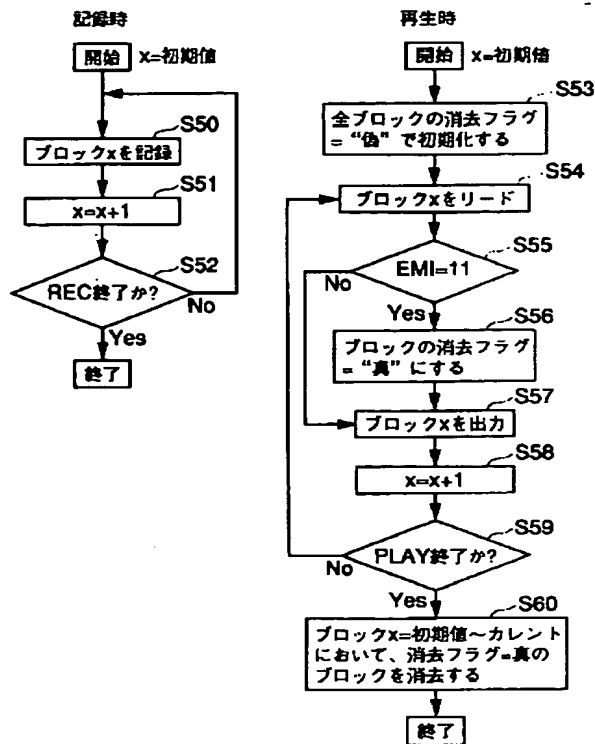 記録時
開始 x=初期値
S50
ブロックxを記録
S51
x=x+1
S52
REC終了か?
No
Yes
終了
再生時
開始 x=初期値
S53
全ブロックの消去フラグ
=“偽”で初期化する
S54
ブロックxをリード
S55
EMI=11
No
Yes
S56
ブロックの消去フラグ
=“真”にする
S57
ブロックxを出力
S58
x=x+1
S59
PLAY終了か?
No
Yes
S60
ブロックx=初期値~カレント
において、消去フラグ=真の
ブロックを消去する
終了